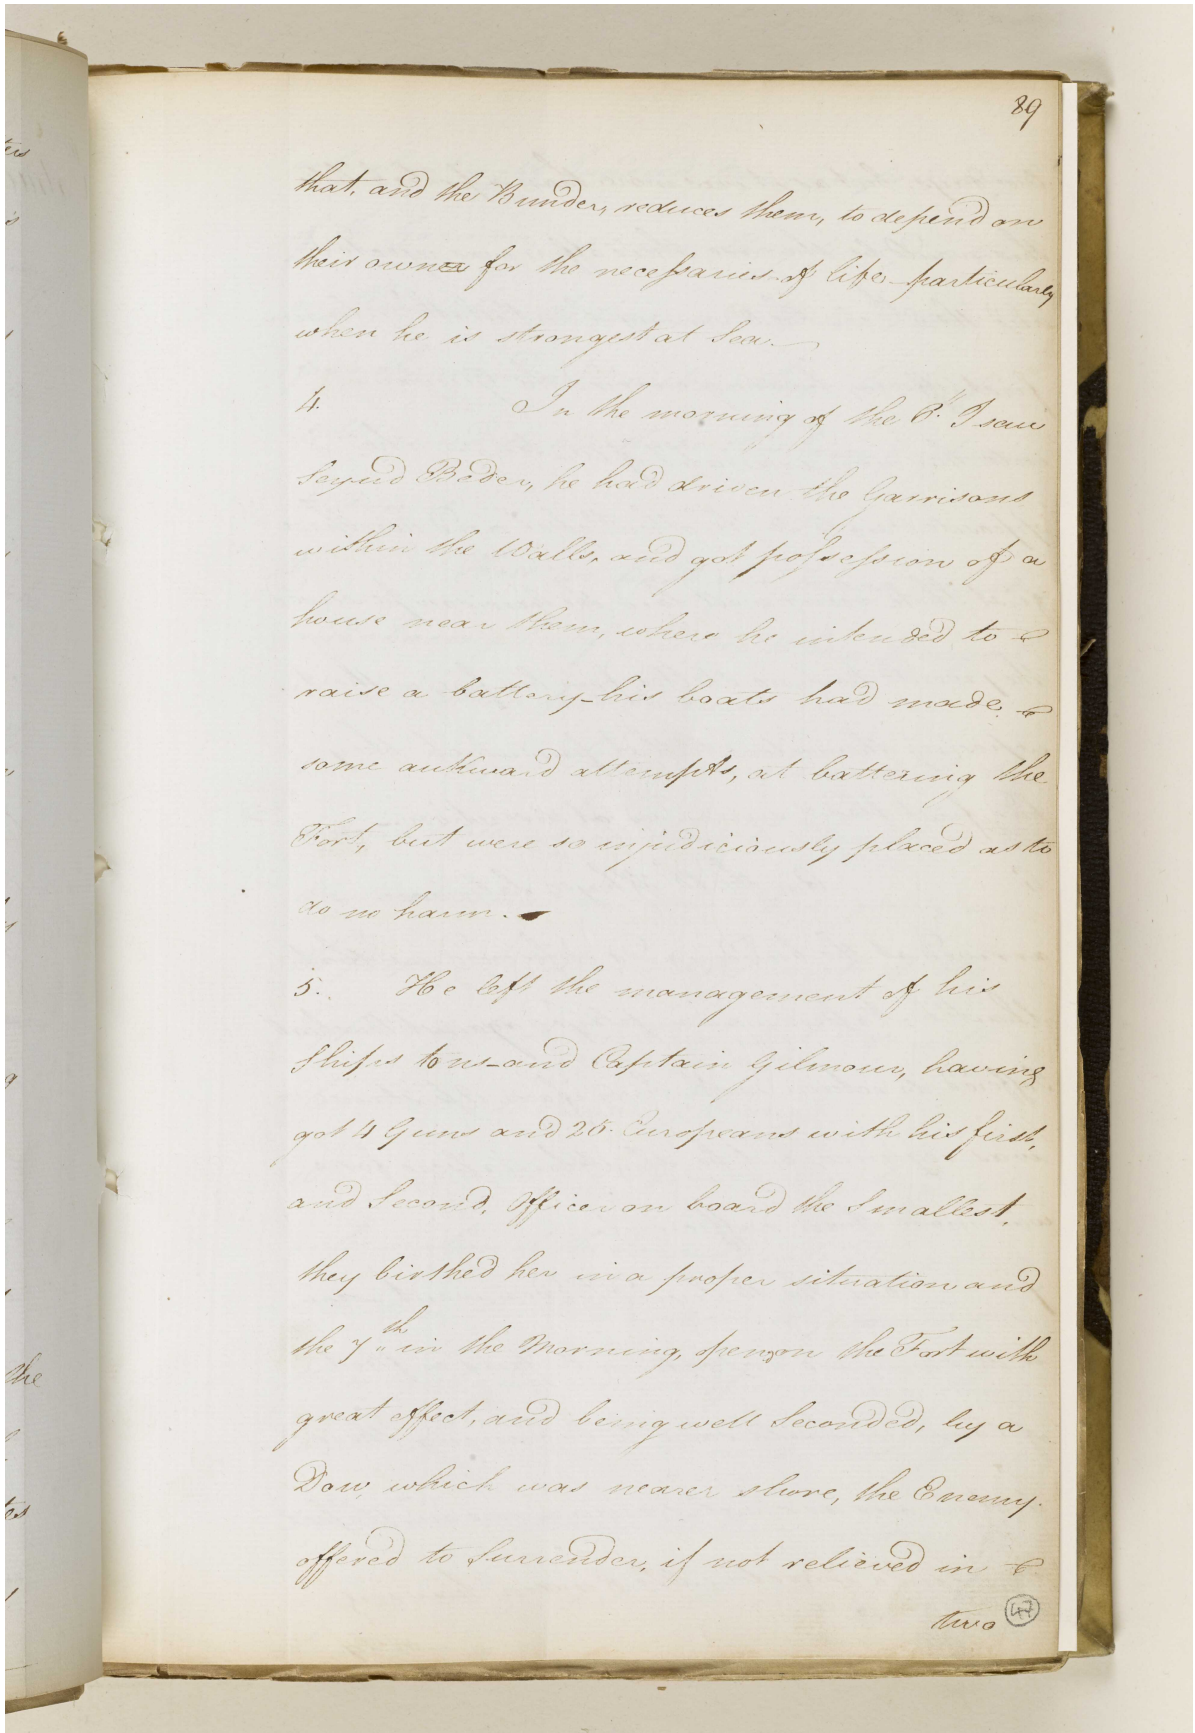 89
that, and the Bunder, reduces them, to depend on
their owner for the necessaries of life particularly
when he is strongest at Sea.
4. In the morning of the I saw
Seyud Beder, he had driven the Garrisons
within the Walls, and got possession of a
house near them, where he intended to
raise a battery_his boats had made
some aukward attempts, at battering the
Fort, but were so injudiciously placed as to
do no harm.
5. He left the management of his
Ships to us_and Captain Gilmour, having
got 4 Guns and 25 Europeans with his first,
and Second, Officer on board the Smallest,
they birthed her in a proper situation and
the 7th in the Morning, open on the Fort with
great effect, and being well Seconded, by a
Dow, which was nearer shore, the Enemy.
offered to Surrender, if not relieved in
two
47
the